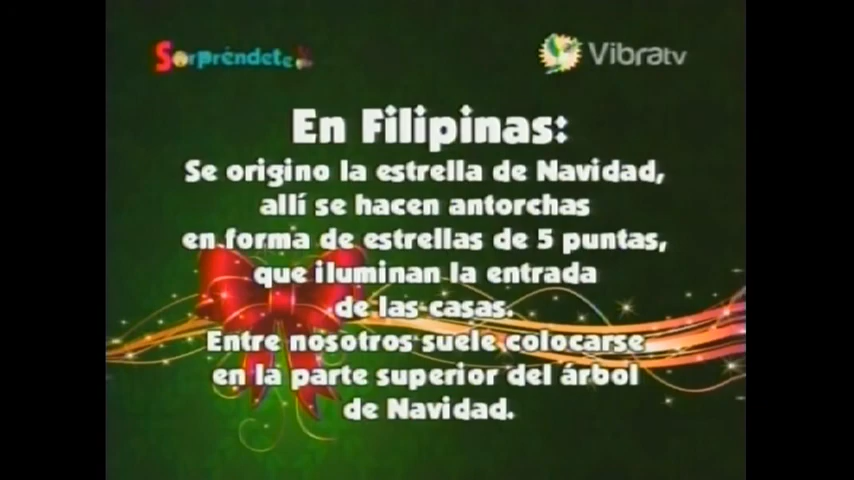 Sorpréndete
Vibratv
En Filipinas:
Se origino la estrella de Navidad,
allí se hacen antorchas
en forma de estrellas de 5 puntas,
que iluminan la entrada
de las casas.
Entre nosotros suele colocarse
en la parte superior del árbol
de Navidad.